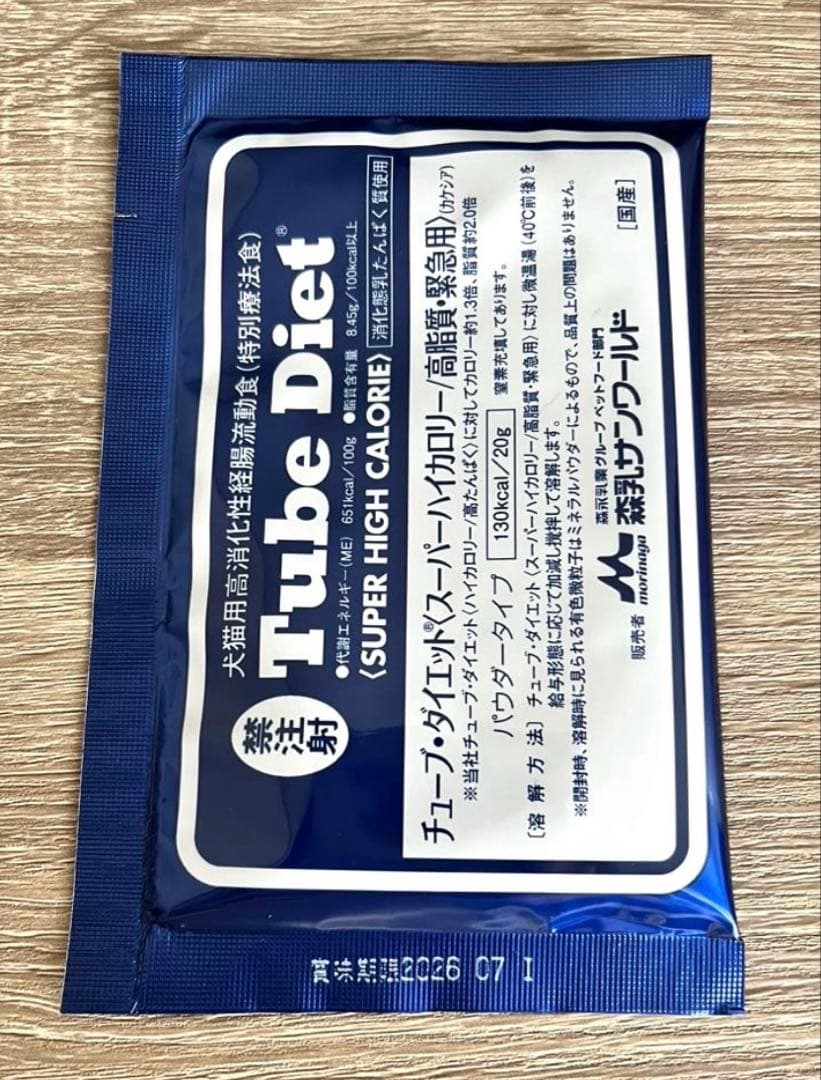 犬猫用高消化性経腸流動食(特別療法食)
禁注射
Tube Diet®
●代謝エネルギー(ME) 651kcal/100g ●脂質含有量 8.45g/100kcal以上
〈SUPER HIGH CALORIE〉 消化態乳たんぱく質使用
チューブ・ダイエット®〈スーパーハイカロリー/高脂質・緊急用〉(カケシア)
※当社チューブ・ダイエット〈ハイカロリー/高たんぱく〉に対してカロリー約1.3倍、脂質約2.0倍
パウダータイプ 130kcal/20g 窒素充填してあります。
〔溶解方法〕チューブ・ダイエット〈スーパーハイカロリー/高脂質・緊急用〉に対し微温湯(40℃前後)を
給与形態に応じて加減し撹拌して溶解します。
※開封時、溶解時に見られる有色微粒子はミネラルパウダーによるもので、品質上の問題はありません。
森永乳業グループ ペットフード部門
販売者 morinaga 森乳サンワールド [国産]
賞味期限2026 07 I